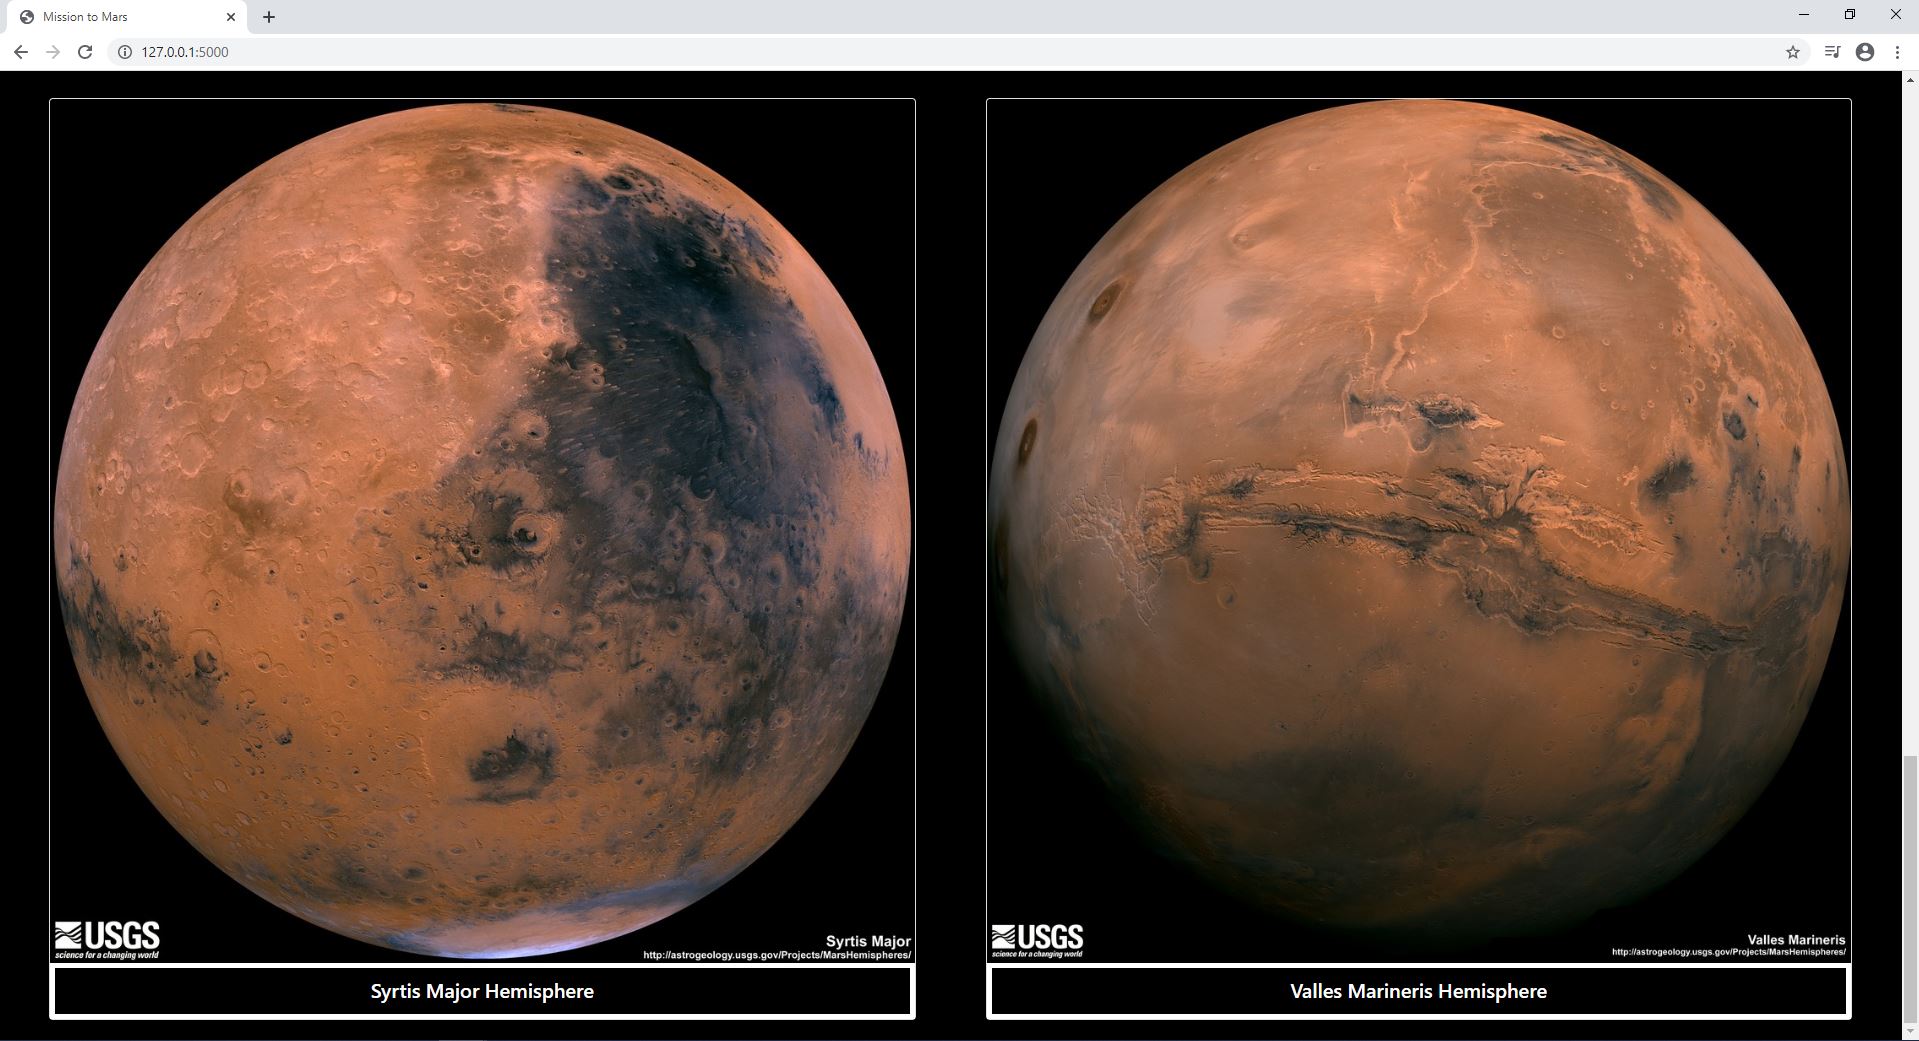 Mission to Mars
127.0.0.1:5000
USGS
science for a changing world
Syrtis Major
http://astrogeology.usgs.gov/Projects/MarsHemispheres/
Syrtis Major Hemisphere
USGS
science for a changing world
Valles Marineris
http://astrogeology.usgs.gov/Projects/MarsHemispheres/
Valles Marineris Hemisphere